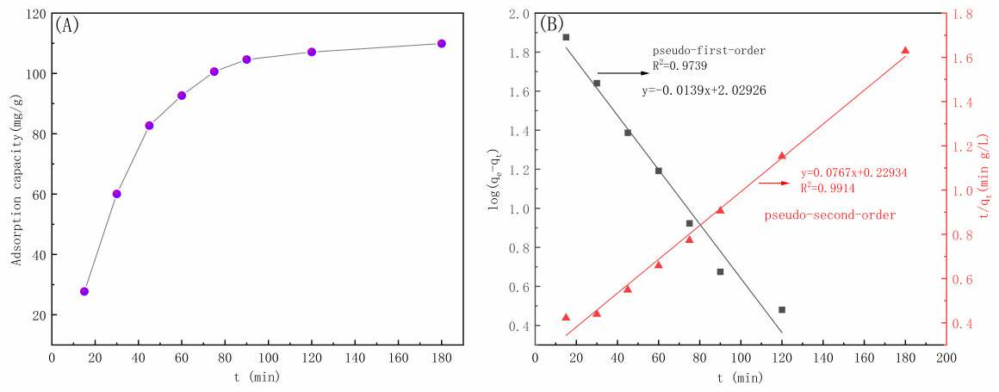 (A)
Adsorption capacity(mg/g)
120
100
80
60
40
20
0 20 40 60 80 100 120 140 160 180
t (min)
(B)
log(qe-qt)
2.0
1.8
1.6
1.4
1.2
1.0
0.8
0.6
0.4
pseudo-first-order
R²=0.9739
y=-0.0139x+2.02926
y=0.0767x+0.22934
R²=0.9914
pseudo-second-order
0 20 40 60 80 100 120 140 160 180 200
t (min)
1.8
1.6
1.4
1.2
1.0
0.8
0.6
0.4
t/qt(min g/L)